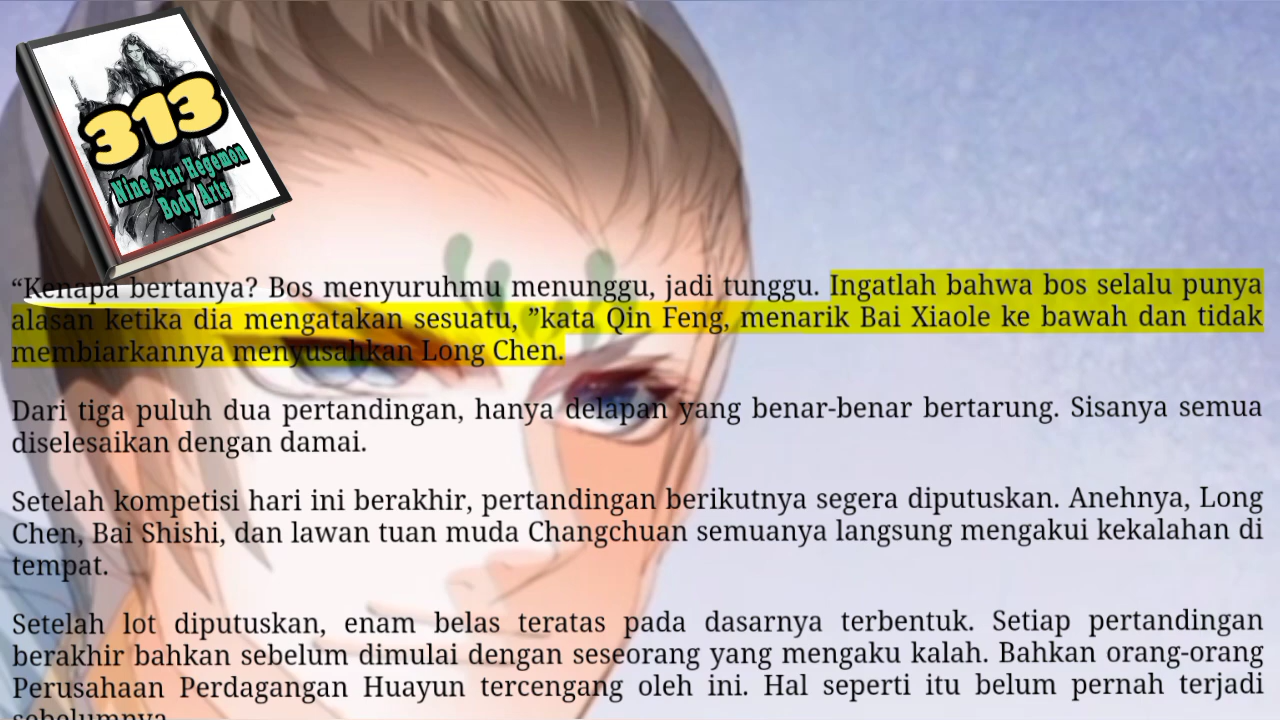 313
Nine Star Hegemon
Body Arts
“Kenapa bertanya? Bos menyuruhmu menunggu, jadi tunggu. Ingatlah bahwa bos selalu punya
alasan ketika dia mengatakan sesuatu, ”kata Qin Feng, menarik Bai Xiaole ke bawah dan tidak
membiarkannya menyusahkan Long Chen.
Dari tiga puluh dua pertandingan, hanya delapan yang benar-benar bertarung. Sisanya semua
diselesaikan dengan damai.
Setelah kompetisi hari ini berakhir, pertandingan berikutnya segera diputuskan. Anehnya, Long
Chen, Bai Shishi, dan lawan tuan muda Changchuan semuanya langsung mengakui kekalahan di
tempat.
Setelah lot diputuskan, enam belas teratas pada dasarnya terbentuk. Setiap pertandingan
berakhir bahkan sebelum dimulai dengan seseorang yang mengaku kalah. Bahkan orang-orang
Perusahaan Perdagangan Huayun tercengang oleh ini. Hal seperti itu belum pernah terjadi
sebelumnya.